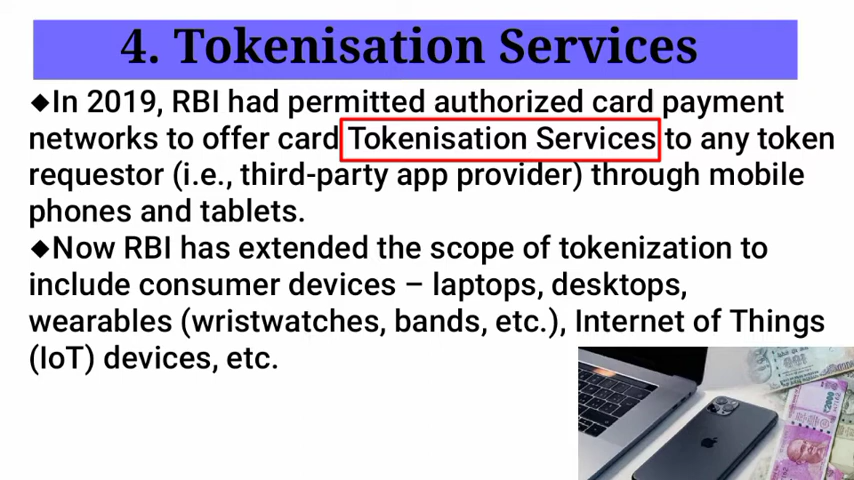 4. Tokenisation Services
◆In 2019, RBI had permitted authorized card payment
networks to offer card Tokenisation Services to any token
requestor (i.e., third-party app provider) through mobile
phones and tablets.
◆Now RBI has extended the scope of tokenization to
include consumer devices – laptops, desktops,
wearables (wristwatches, bands, etc.), Internet of Things
(IoT) devices, etc.